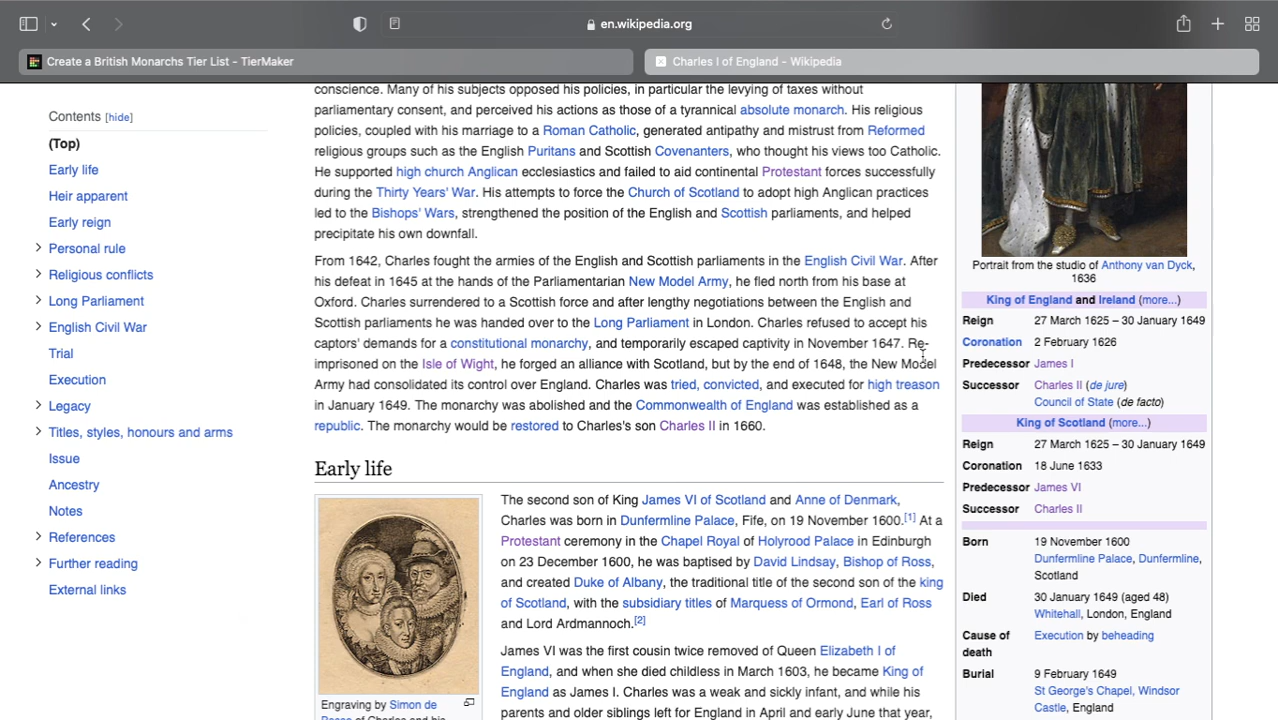 en.wikipedia.org
Create a British Monarchs Tier List - TierMaker
Charles I of England - Wikipedia
Contents [hide]
(Top)
Early life
Heir apparent
Early reign
Personal rule
Religious conflicts
Long Parliament
English Civil War
Trial
Execution
Legacy
Titles, styles, honours and arms
Issue
Ancestry
Notes
References
Further reading
External links
conscience. Many of his subjects opposed his policies, in particular the levying of taxes without
parliamentary consent, and perceived his actions as those of a tyrannical absolute monarch. His religious
policies, coupled with his marriage to a Roman Catholic, generated antipathy and mistrust from Reformed
religious groups such as the English Puritans and Scottish Covenanters, who thought his views too Catholic.
He supported high church Anglican ecclesiastics and failed to aid continental Protestant forces successfully
during the Thirty Years' War. His attempts to force the Church of Scotland to adopt high Anglican practices
led to the Bishops' Wars, strengthened the position of the English and Scottish parliaments, and helped
precipitate his own downfall.
From 1642, Charles fought the armies of the English and Scottish parliaments in the English Civil War. After
his defeat in 1645 at the hands of the Parliamentarian New Model Army, he fled north from his base at
Oxford. Charles surrendered to a Scottish force and after lengthy negotiations between the English and
Scottish parliaments he was handed over to the Long Parliament in London. Charles refused to accept his
captors' demands for a constitutional monarchy, and temporarily escaped captivity in November 1647. Re-
imprisoned on the Isle of Wight, he forged an alliance with Scotland, but by the end of 1648, the New Model
Army had consolidated its control over England. Charles was tried, convicted, and executed for high treason
in January 1649. The monarchy was abolished and the Commonwealth of England was established as a
republic. The monarchy would be restored to Charles's son Charles II in 1660.
Early life
The second son of King James VI of Scotland and Anne of Denmark,
Charles was born in Dunfermline Palace, Fife, on 19 November 1600.[1] At a
Protestant ceremony in the Chapel Royal of Holyrood Palace in Edinburgh
on 23 December 1600, he was baptised by David Lindsay, Bishop of Ross,
and created Duke of Albany, the traditional title of the second son of the king
of Scotland, with the subsidiary titles of Marquess of Ormond, Earl of Ross
and Lord Ardmannoch.[2]
James VI was the first cousin twice removed of Queen Elizabeth I of
England, and when she died childless in March 1603, he became King of
England as James I. Charles was a weak and sickly infant, and while his
parents and older siblings left for England in April and early June that year,
Engraving by Simon de
Passe of Charles and his
Portrait from the studio of Anthony van Dyck,
1636
King of England and Ireland (more...)
Reign 27 March 1625 – 30 January 1649
Coronation 2 February 1626
Predecessor James I
Successor Charles II (de jure)
Council of State (de facto)
King of Scotland (more...)
Reign 27 March 1625 – 30 January 1649
Coronation 18 June 1633
Predecessor James VI
Successor Charles II
Born 19 November 1600
Dunfermline Palace, Dunfermline,
Scotland
Died 30 January 1649 (aged 48)
Whitehall, London, England
Cause of Execution by beheading
death
Burial 9 February 1649
St George's Chapel, Windsor
Castle, England